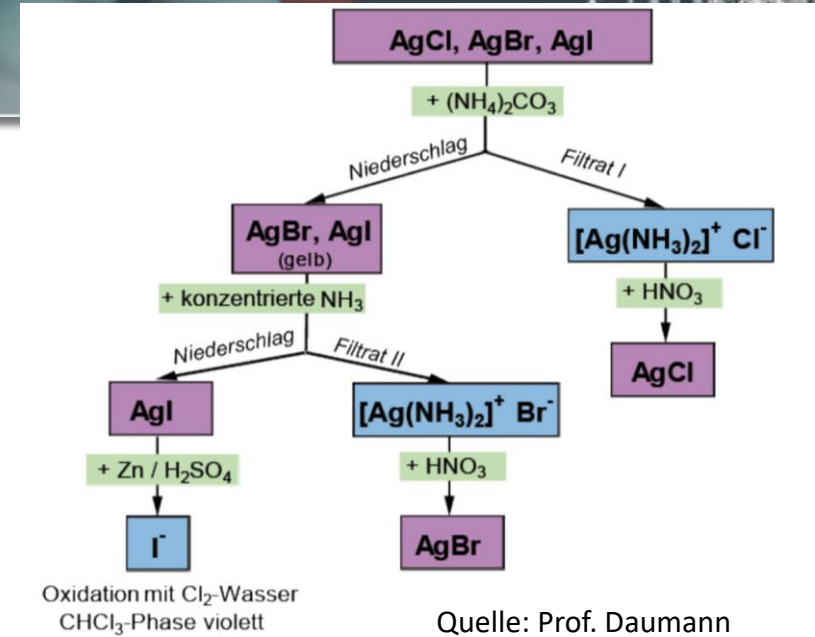 AgCl, AgBr, AgI
+ (NH₄)₂CO₃
Niederschlag
Filtrat I
AgBr, AgI
(gelb)
[Ag(NH₃)₂]⁺ Cl⁻
+ konzentrierte NH₃
+ HNO₃
Niederschlag
Filtrat II
AgCl
AgI
[Ag(NH₃)₂]⁺ Br⁻
+ Zn / H₂SO₄
+ HNO₃
I⁻
AgBr
Oxidation mit Cl₂-Wasser
CHCl₃-Phase violett
Quelle: Prof. Daumann